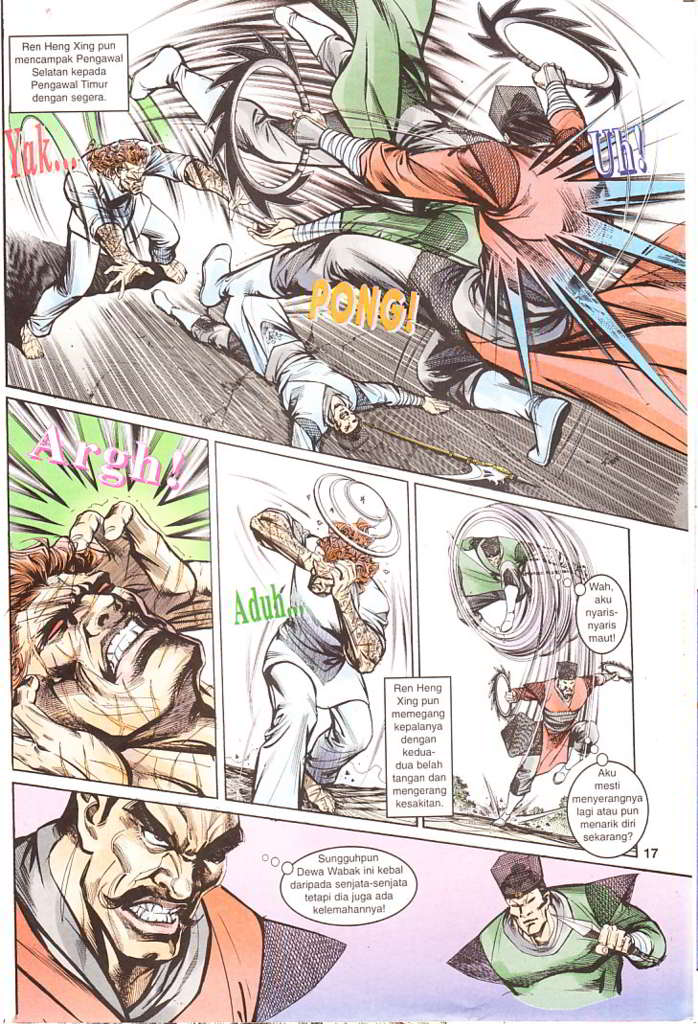 Ren Heng Xing pun
mencampak Pengawal
Selatan kepada
Pengawal Timur
dengan segera.
Yak...
Uh!
PONG!
Argh!
Aduh...
Ren Heng
Xing pun
memegang
kepalanya
dengan
kedua-
dua belah
tangan dan
mengerang
kesakitan.
Wah,
aku
nyaris-
nyaris
maut!
Aku
mesti
menyerangnya
lagi atau pun
menarik diri
sekarang?
17
Sungguhpun
Dewa Wabak ini kebal
daripada senjata-senjata
tetapi dia juga ada
kelemahannya!